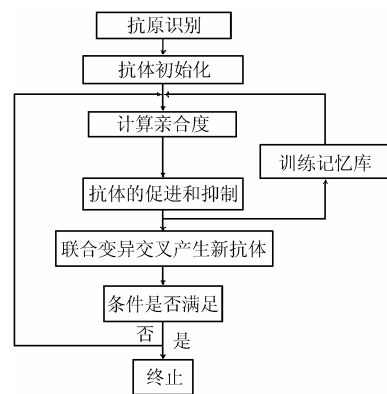 抗原识别
抗体初始化
计算亲合度
训练记忆库
抗体的促进和抑制
联合变异交叉产生新抗体
条件是否满足
否
是
终止